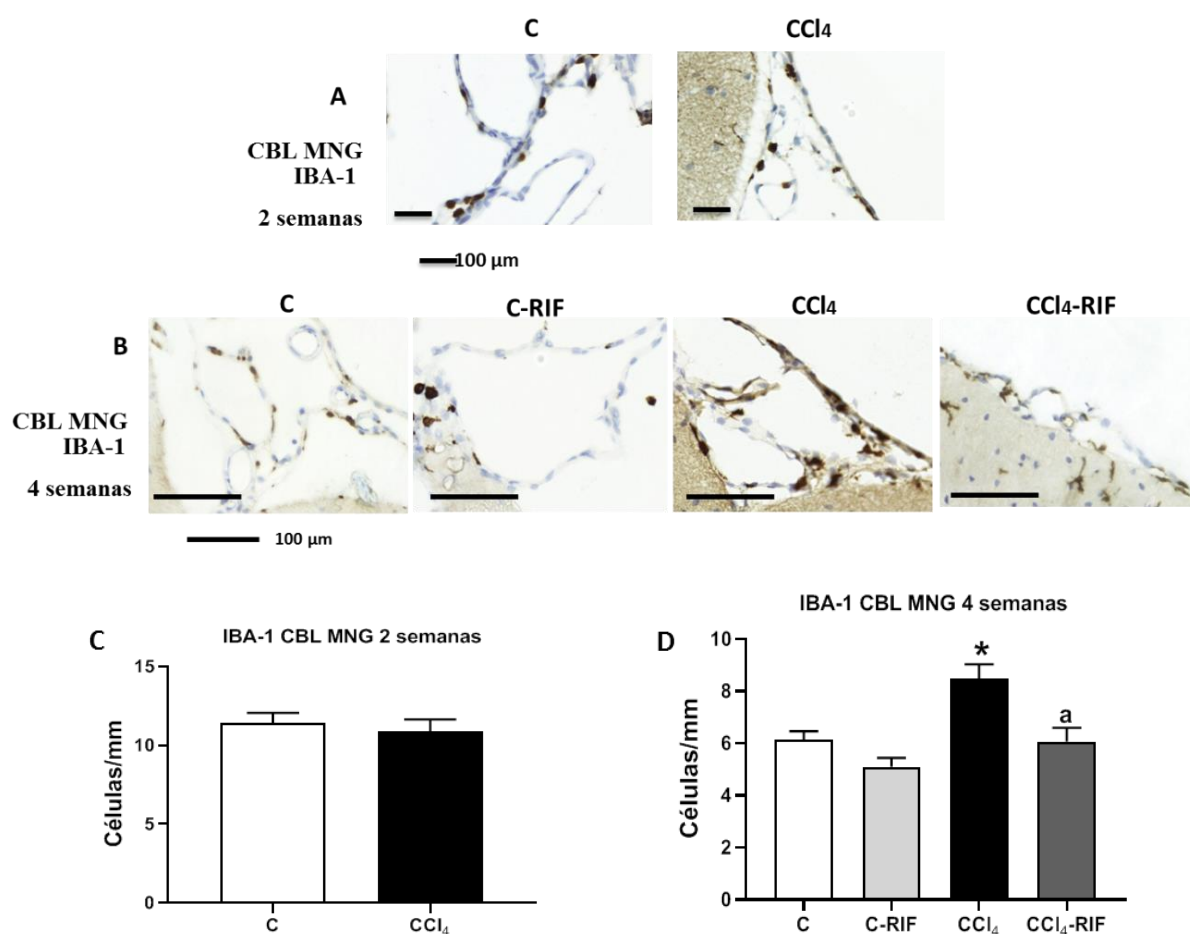 C
CCl₄
A
CBL MNG
IBA-1
2 semanas
100 µm
C
C-RIF
CCl₄
CCl₄-RIF
B
CBL MNG
IBA-1
4 semanas
100 µm
C
IBA-1 CBL MNG 2 semanas
Células/mm
15
10
5
0
C
CCl₄
D
IBA-1 CBL MNG 4 semanas
Células/mm
10
8
6
4
2
0
*
a
C
C-RIF
CCl₄
CCl₄-RIF